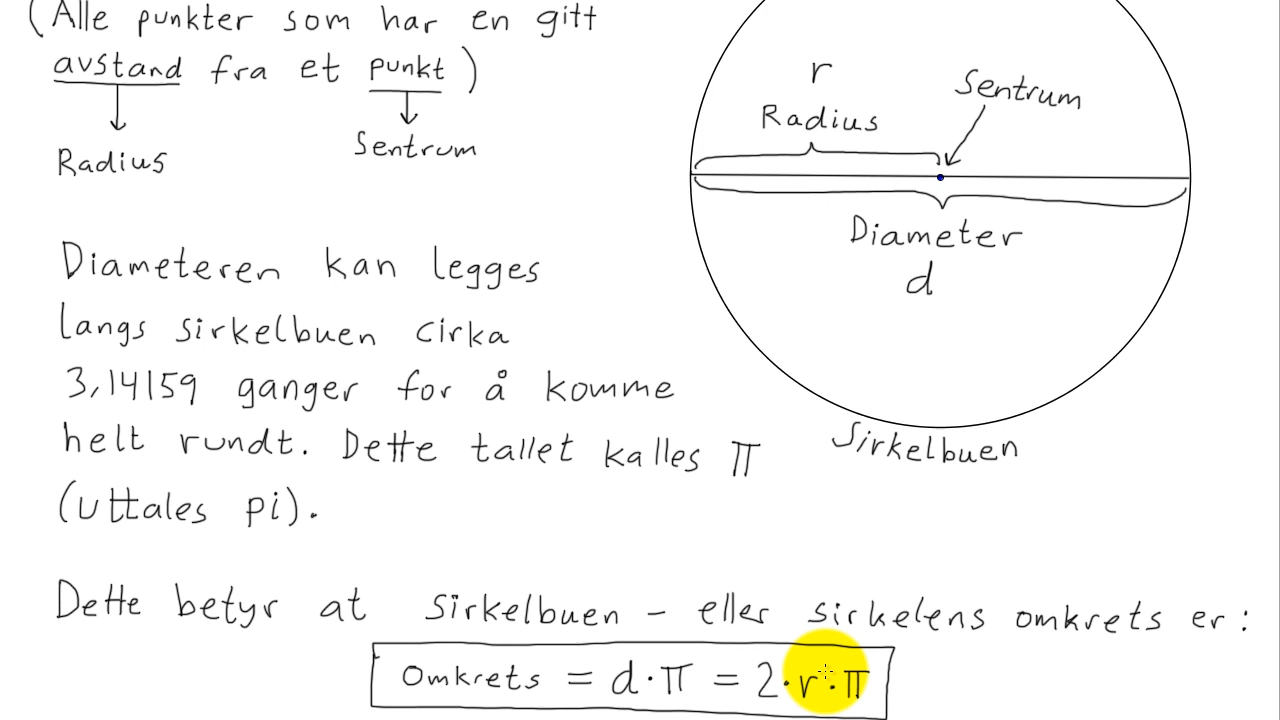 (Alle punkter som har en gitt
avstand fra et punkt)
Radius
Sentrum
r
Radius
Sentrum
Diameter
d
Sirkelbuen
Diameteren kan legges
langs sirkelbuen cirka
3,14159 ganger for å komme
helt rundt. Dette tallet kalles π
(uttales pi).
Dette betyr at sirkelbuen - eller sirkelens omkrets er:
Omkrets = d·π = 2·r·π